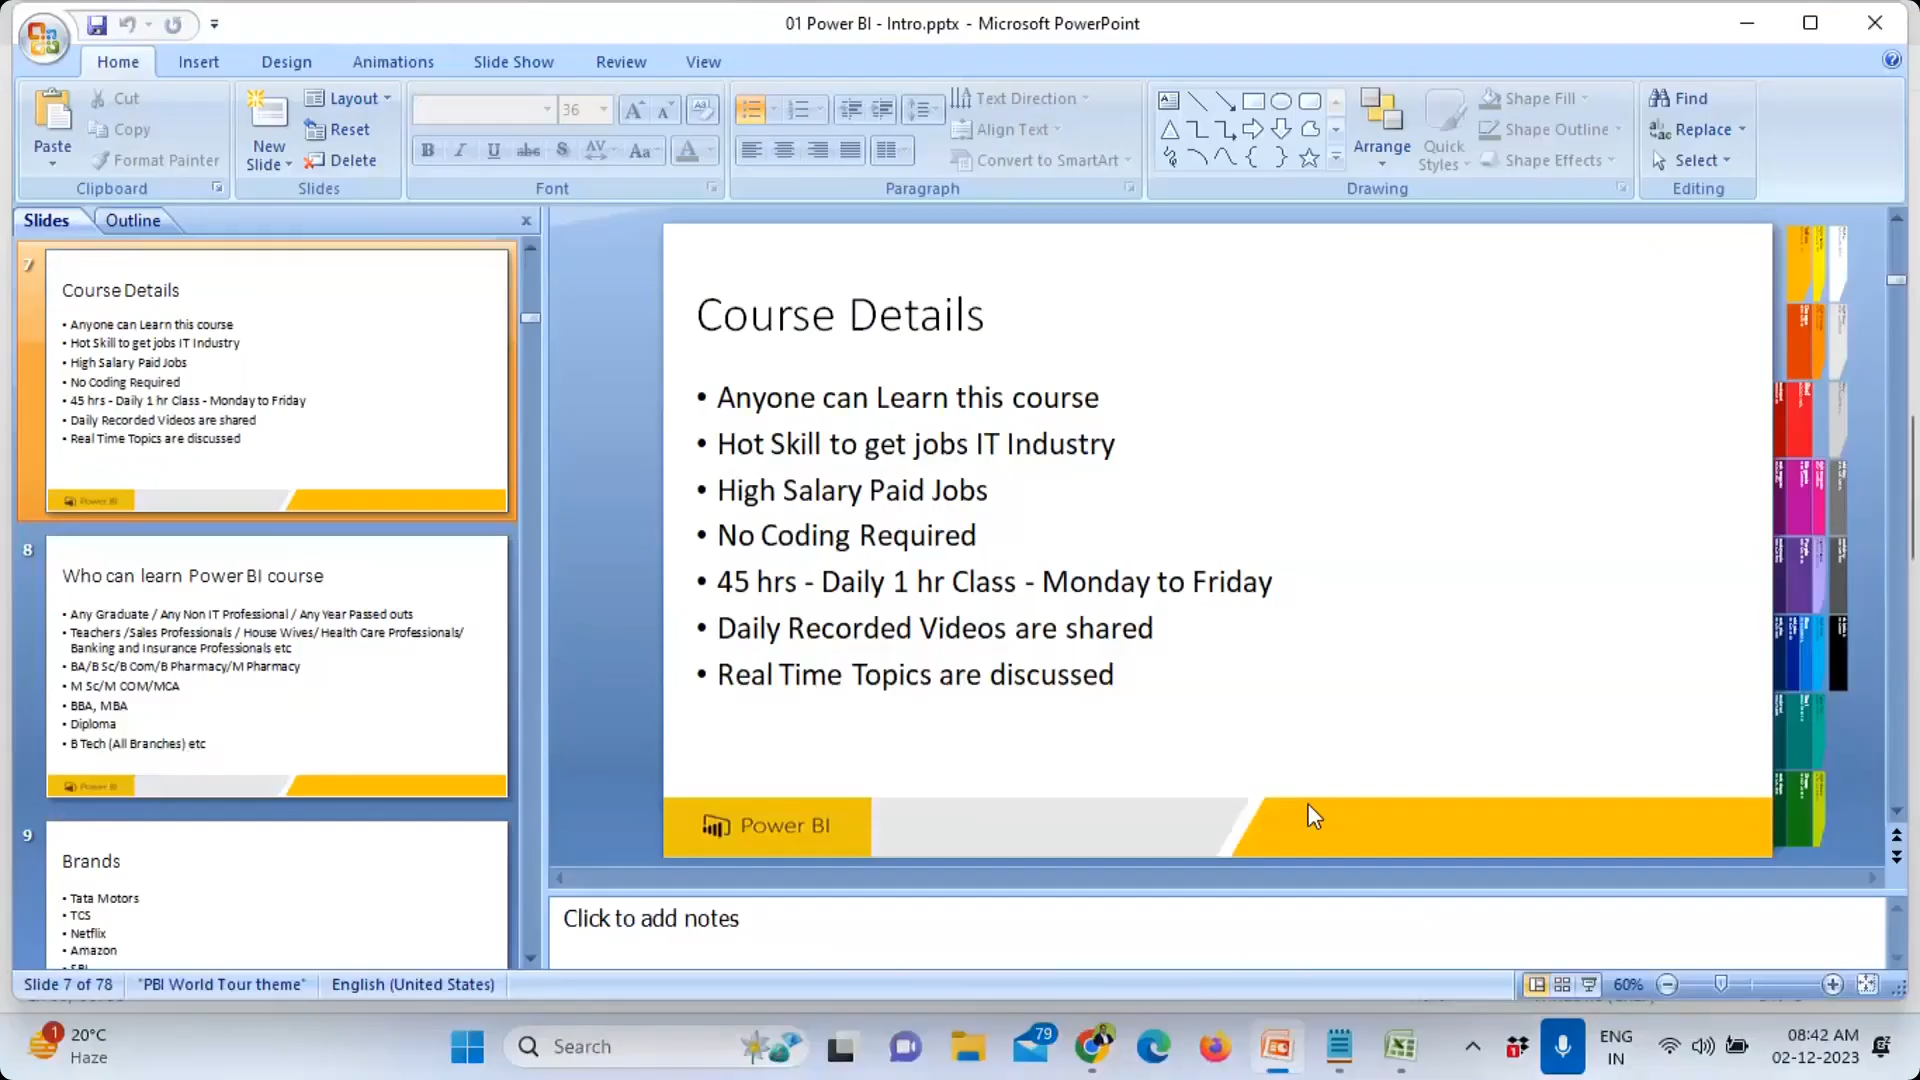 01 Power BI - Intro.pptx - Microsoft PowerPoint
Home Insert Design Animations Slide Show Review View
Paste
Cut
Copy
Format Painter
Clipboard
New Slide
Layout
Reset
Delete
Slides
36
B I U abc S AV Aa A
Font
Text Direction
Align Text
Convert to SmartArt
Paragraph
Arrange
Quick Styles
Shape Fill
Shape Outline
Shape Effects
Drawing
Find
Replace
Select
Editing
Slides Outline
7
Course Details
• Anyone can Learn this course
• Hot Skill to get jobs IT Industry
• High Salary Paid Jobs
• No Coding Required
• 45 hrs - Daily 1 hr Class - Monday to Friday
• Daily Recorded Videos are shared
• Real Time Topics are discussed
Power BI
8
Who can learn Power BI course
• Any Graduate / Any Non IT Professional / Any Year Passed outs
• Teachers /Sales Professionals / House Wives/ Health Care Professionals/
Banking and Insurance Professionals etc
• BA/B Sc/B Com/B Pharmacy/M Pharmacy
• M Sc/M COM/MCA
• BBA, MBA
• Diploma
• B Tech (All Branches) etc
Power BI
9
Brands
• Tata Motors
• TCS
• Netflix
• Amazon
• SBI
Course Details
• Anyone can Learn this course
• Hot Skill to get jobs IT Industry
• High Salary Paid Jobs
• No Coding Required
• 45 hrs - Daily 1 hr Class - Monday to Friday
• Daily Recorded Videos are shared
• Real Time Topics are discussed
Power BI
Click to add notes
Slide 7 of 78 "PBI World Tour theme" English (United States) 60%
1
20°C
Haze
Search
79
1
ENG
IN
08:42 AM
02-12-2023